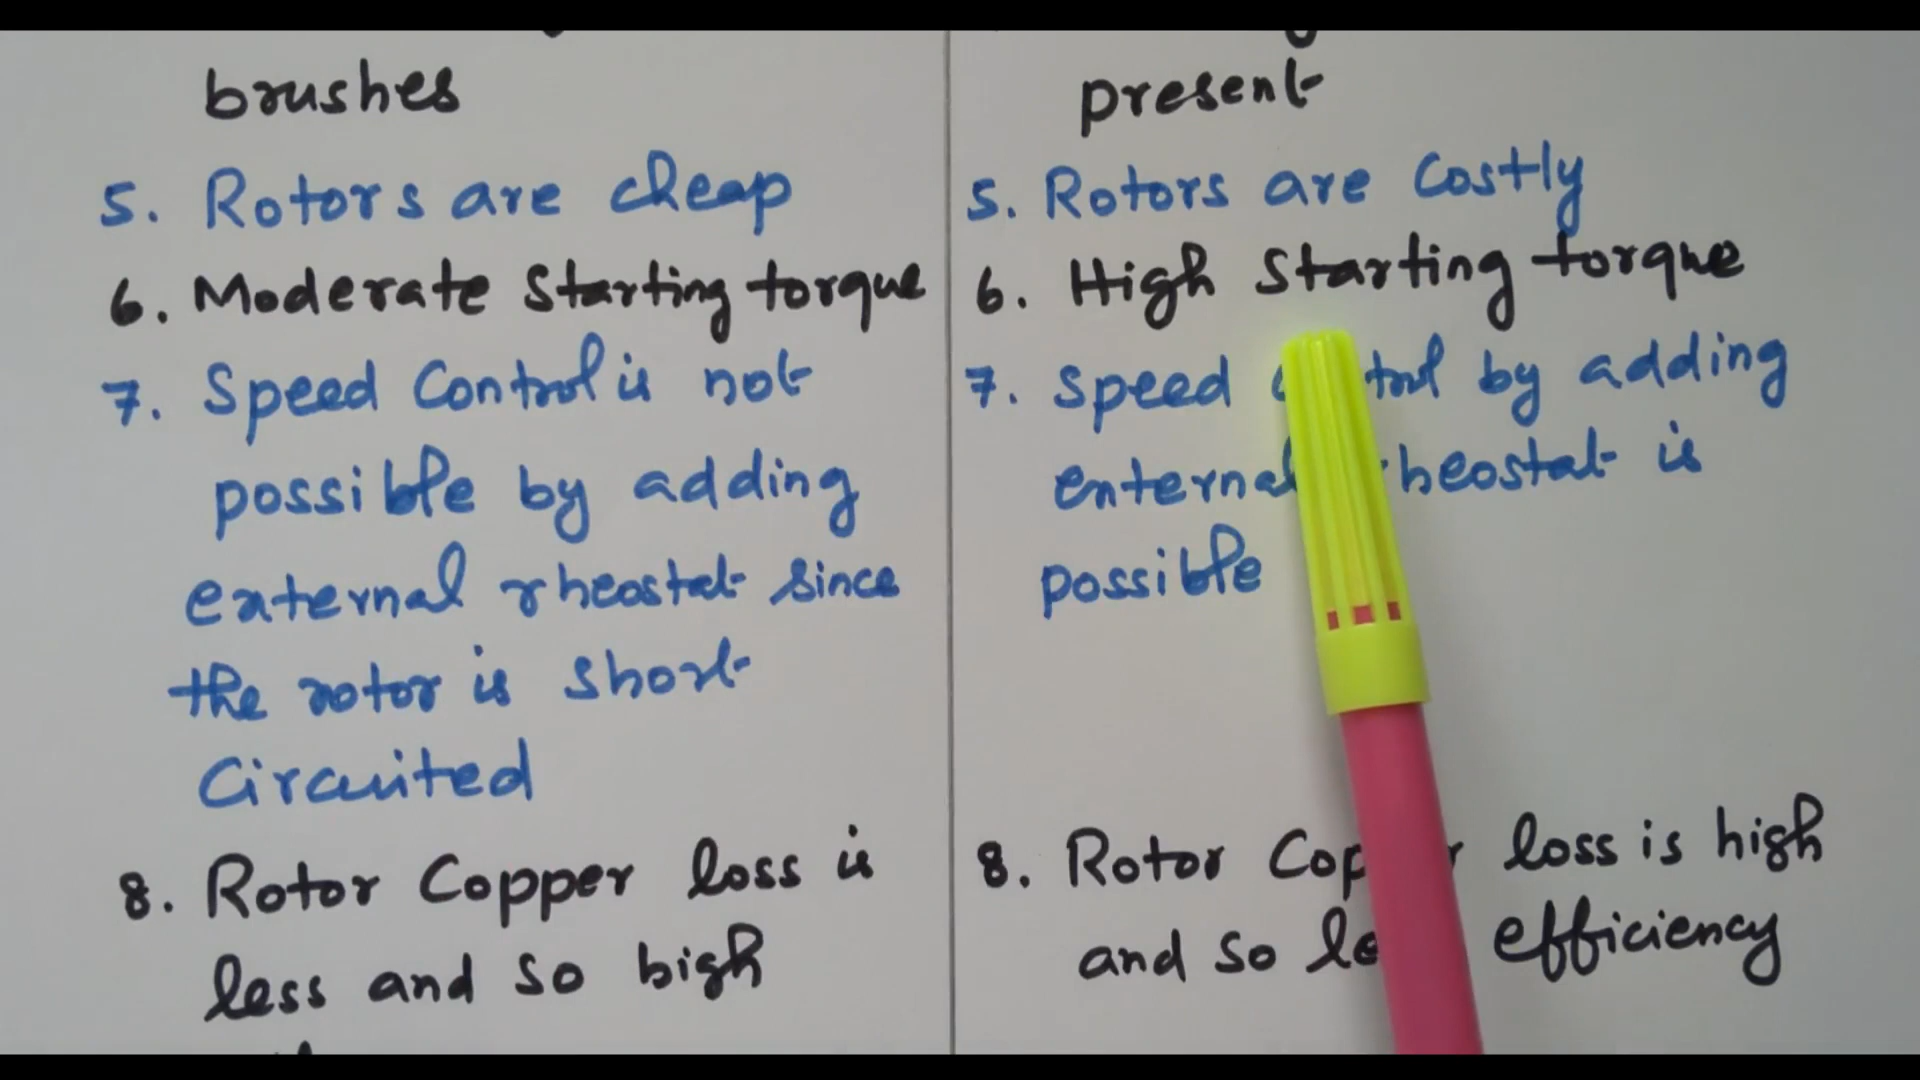 brushes
5. Rotors are cheap
6. Moderate Starting torque
7. Speed Control is not
possible by adding
external rheostat since
the rotor is short
Circuited
8. Rotor Copper loss is
less and so high
present
5. Rotors are Costly
6. High Starting torque
7. Speed by adding
external is
possible
8. Rotor loss is high
and so efficiency